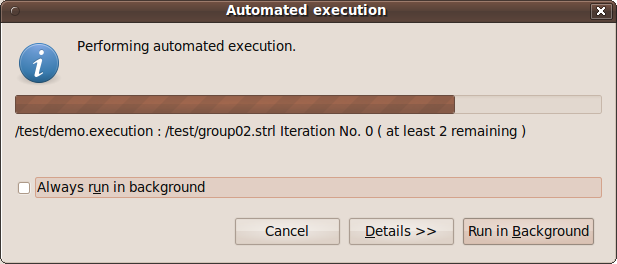 Automated execution
Performing automated execution.
/test/demo.execution : /test/group02.strl Iteration No. 0 ( at least 2 remaining )
Always run in background
Cancel Details >> Run in Background